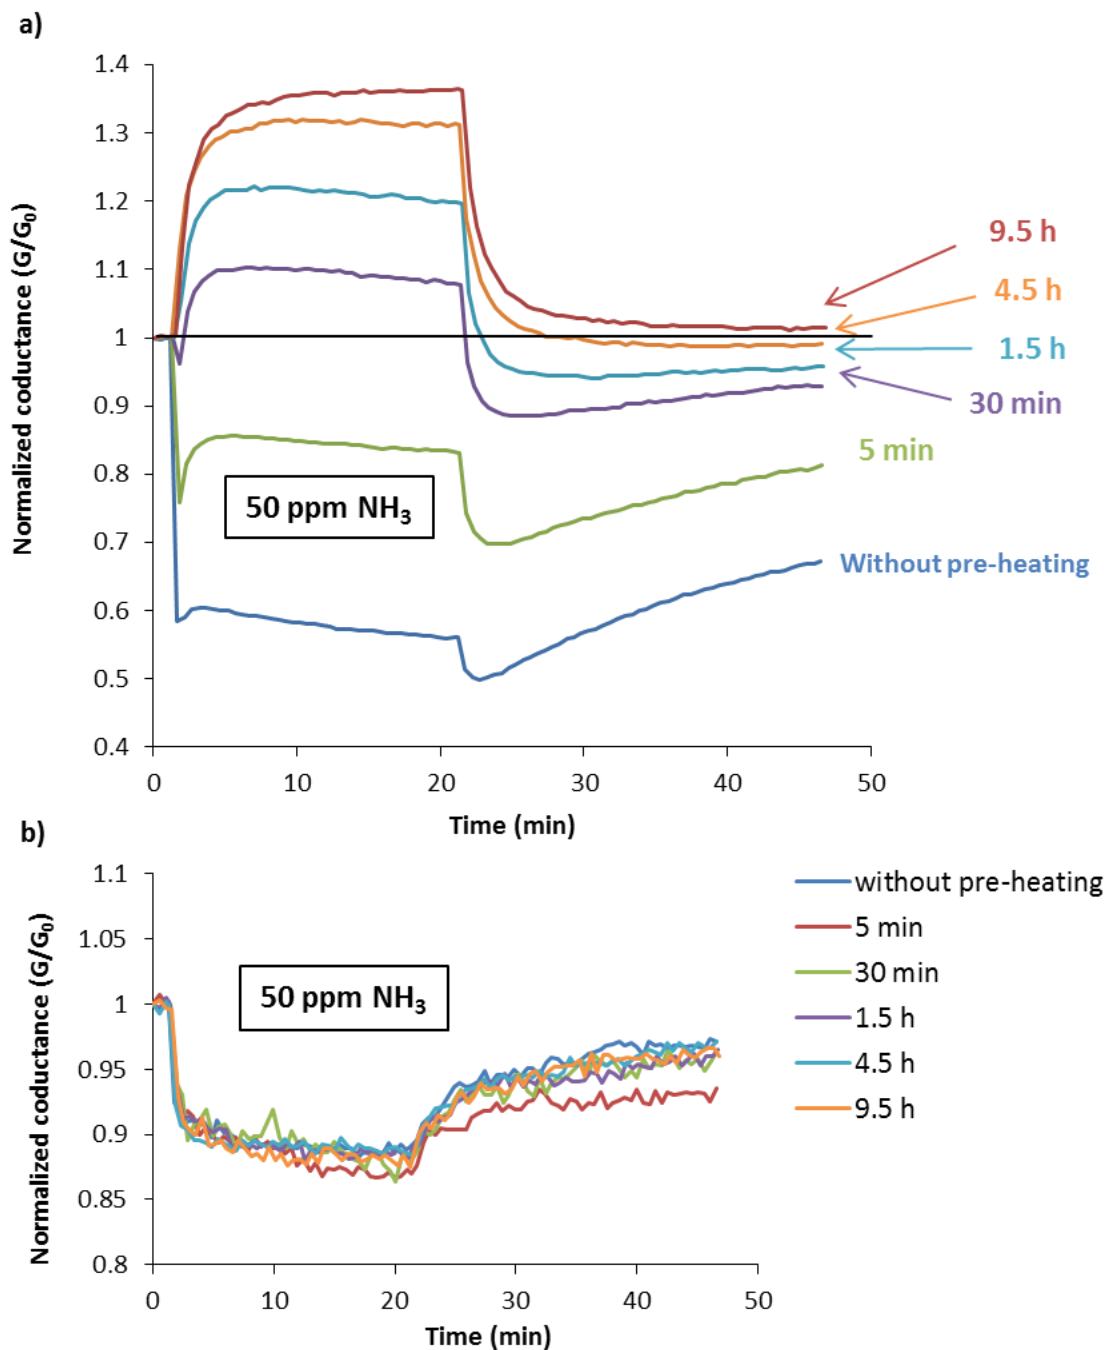 a)
Normalized coductance (G/G₀)
1.4
1.3
1.2
1.1
1
0.9
0.8
0.7
0.6
0.5
0.4
9.5 h
4.5 h
1.5 h
30 min
5 min
50 ppm NH₃
Without pre-heating
0 10 20 30 40 50
Time (min)
b)
Normalized coductance (G/G₀)
1.1
1.05
1
0.95
0.9
0.85
0.8
50 ppm NH₃
without pre-heating
5 min
30 min
1.5 h
4.5 h
9.5 h
0 10 20 30 40 50
Time (min)